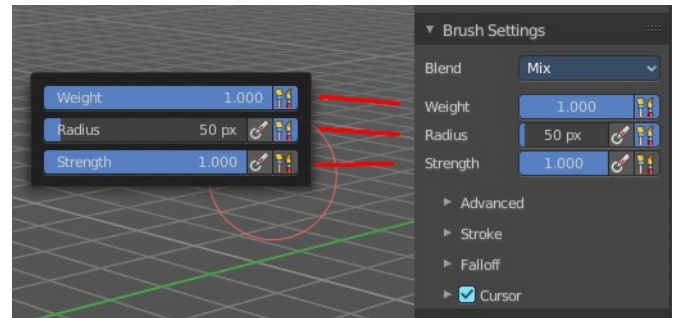 Weight 1.000
Radius 50 px
Strength 1.000
Brush Settings
Blend Mix
Weight 1.000
Radius 50 px
Strength 1.000
Advanced
Stroke
Falloff
Cursor